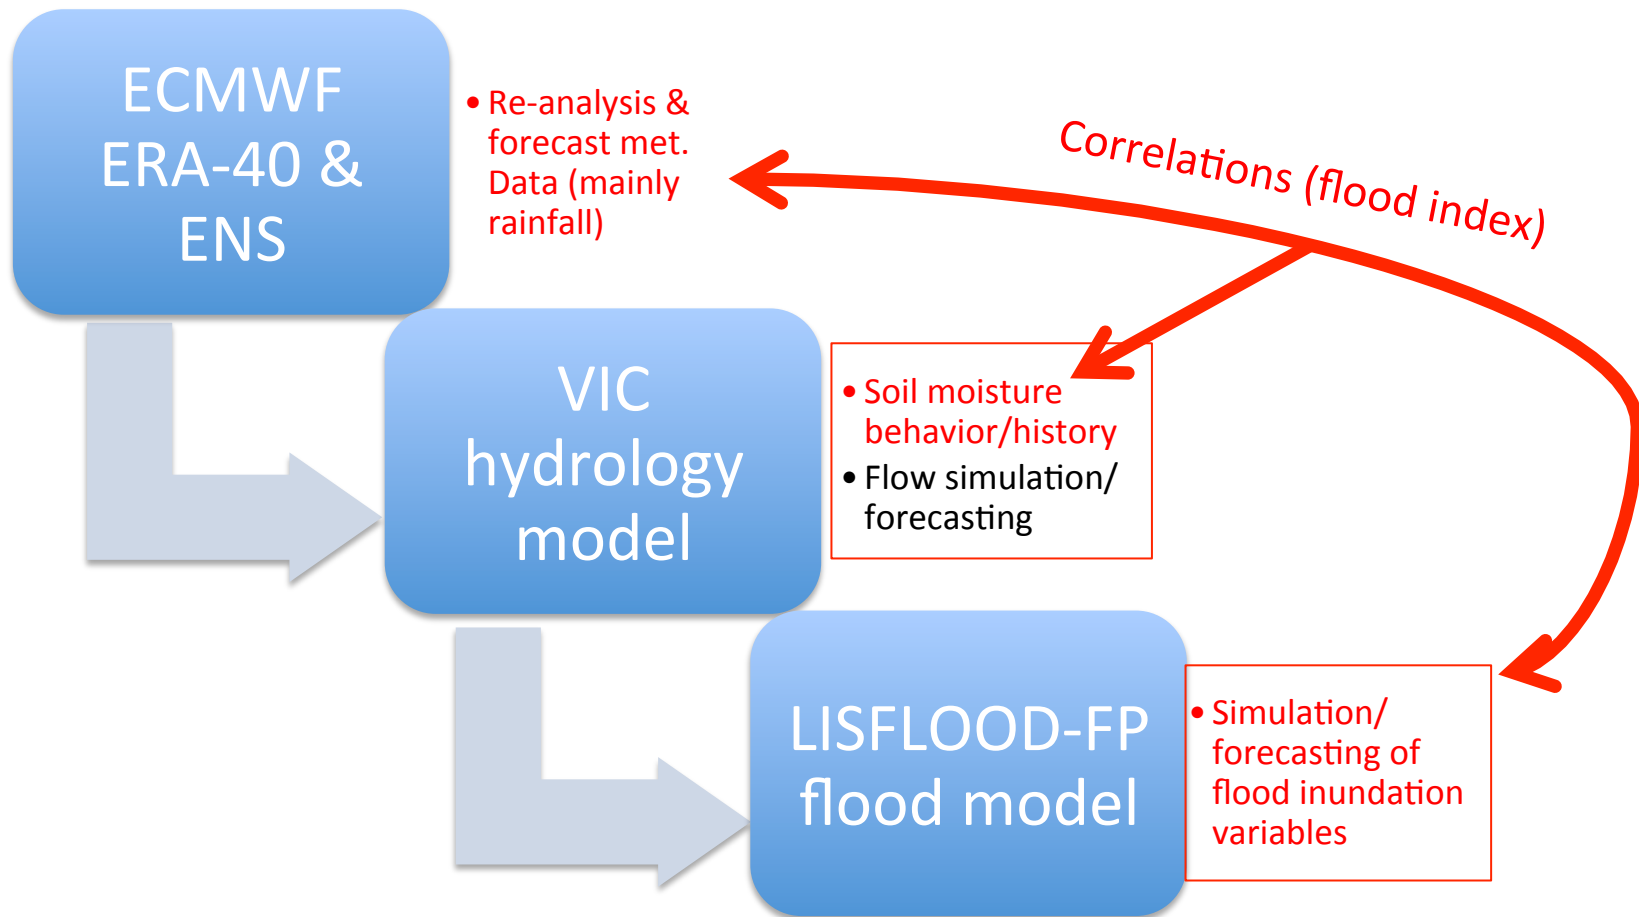 ECMWF
ERA-40 &
ENS
• Re-analysis &
forecast met.
Data (mainly
rainfall)
Correlations (flood index)
VIC
hydrology
model
• Soil moisture
behavior/history
• Flow simulation/
forecasting
LISFLOOD-FP
flood model
• Simulation/
forecasting of
flood inundation
variables